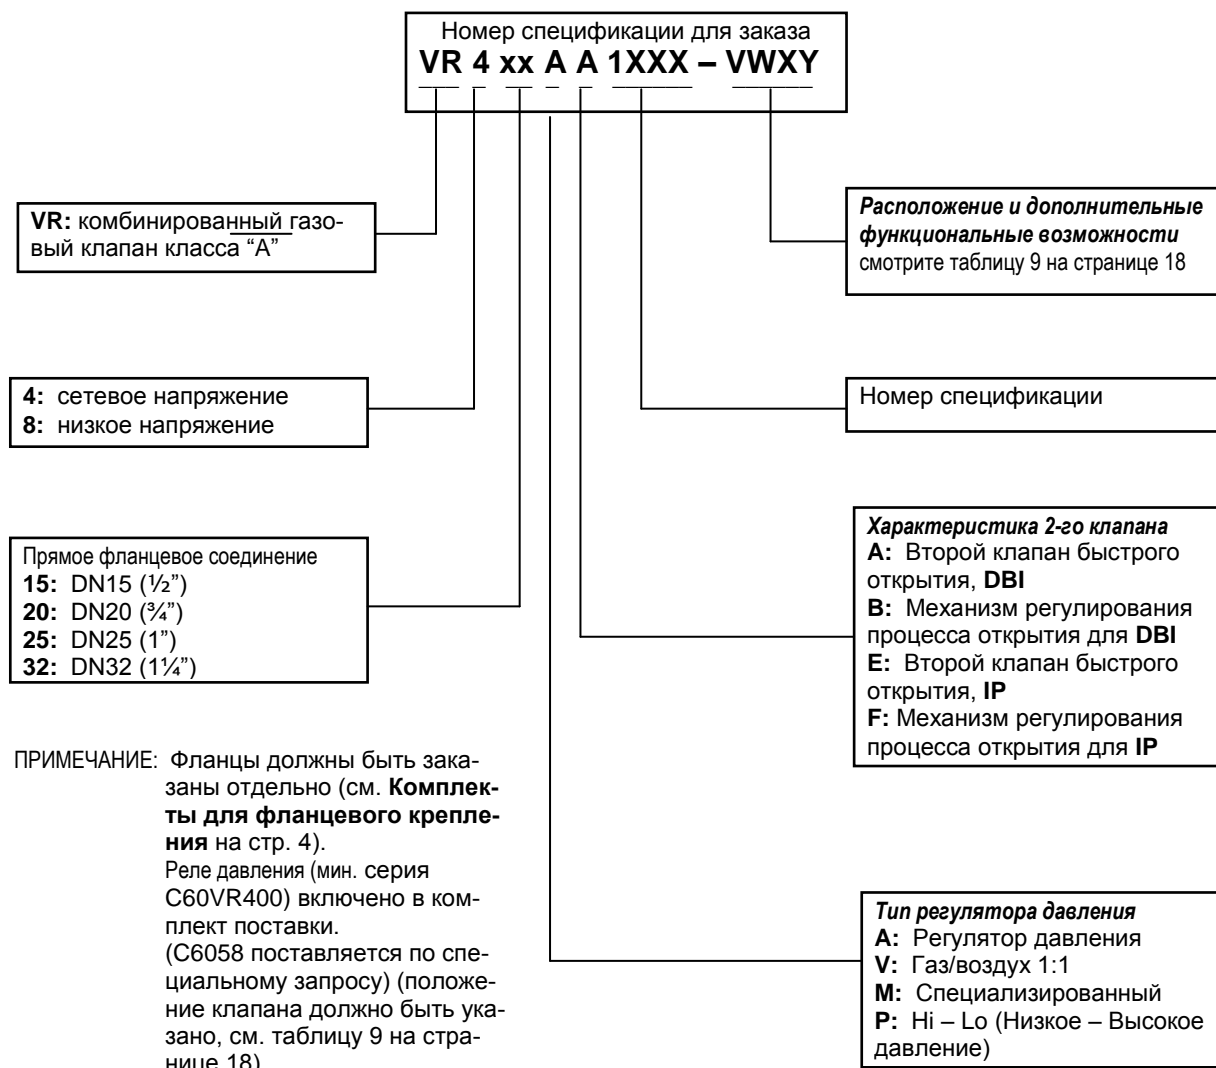 Номер спецификации для заказа
VR 4 xx A A 1XXX – VWXY
VR: комбинированный газо-
вый клапан класса “А”
4: сетевое напряжение
8: низкое напряжение
Прямое фланцевое соединение
15: DN15 (½”)
20: DN20 (¾”)
25: DN25 (1”)
32: DN32 (1¼”)
ПРИМЕЧАНИЕ: Фланцы должны быть зака-
заны отдельно (см. Комплек-
ты для фланцевого крепле-
ния на стр. 4).
Реле давления (мин. серия
C60VR400) включено в ком-
плект поставки.
(C6058 поставляется по спе-
циальному запросу) (положе-
ние клапана должно быть ука-
зано, см. таблицу 9 на стра-
нице 18)
Расположение и дополнительные
функциональные возможности
смотрите таблицу 9 на странице 18
Номер спецификации
Характеристика 2-го клапана
A: Второй клапан быстрого
открытия, DBI
B: Механизм регулирования
процесса открытия для DBI
E: Второй клапан быстрого
открытия, IP
F: Механизм регулирования
процесса открытия для IP
Тип регулятора давления
A: Регулятор давления
V: Газ/воздух 1:1
M: Специализированный
P: Hi – Lo (Низкое – Высокое
давление)